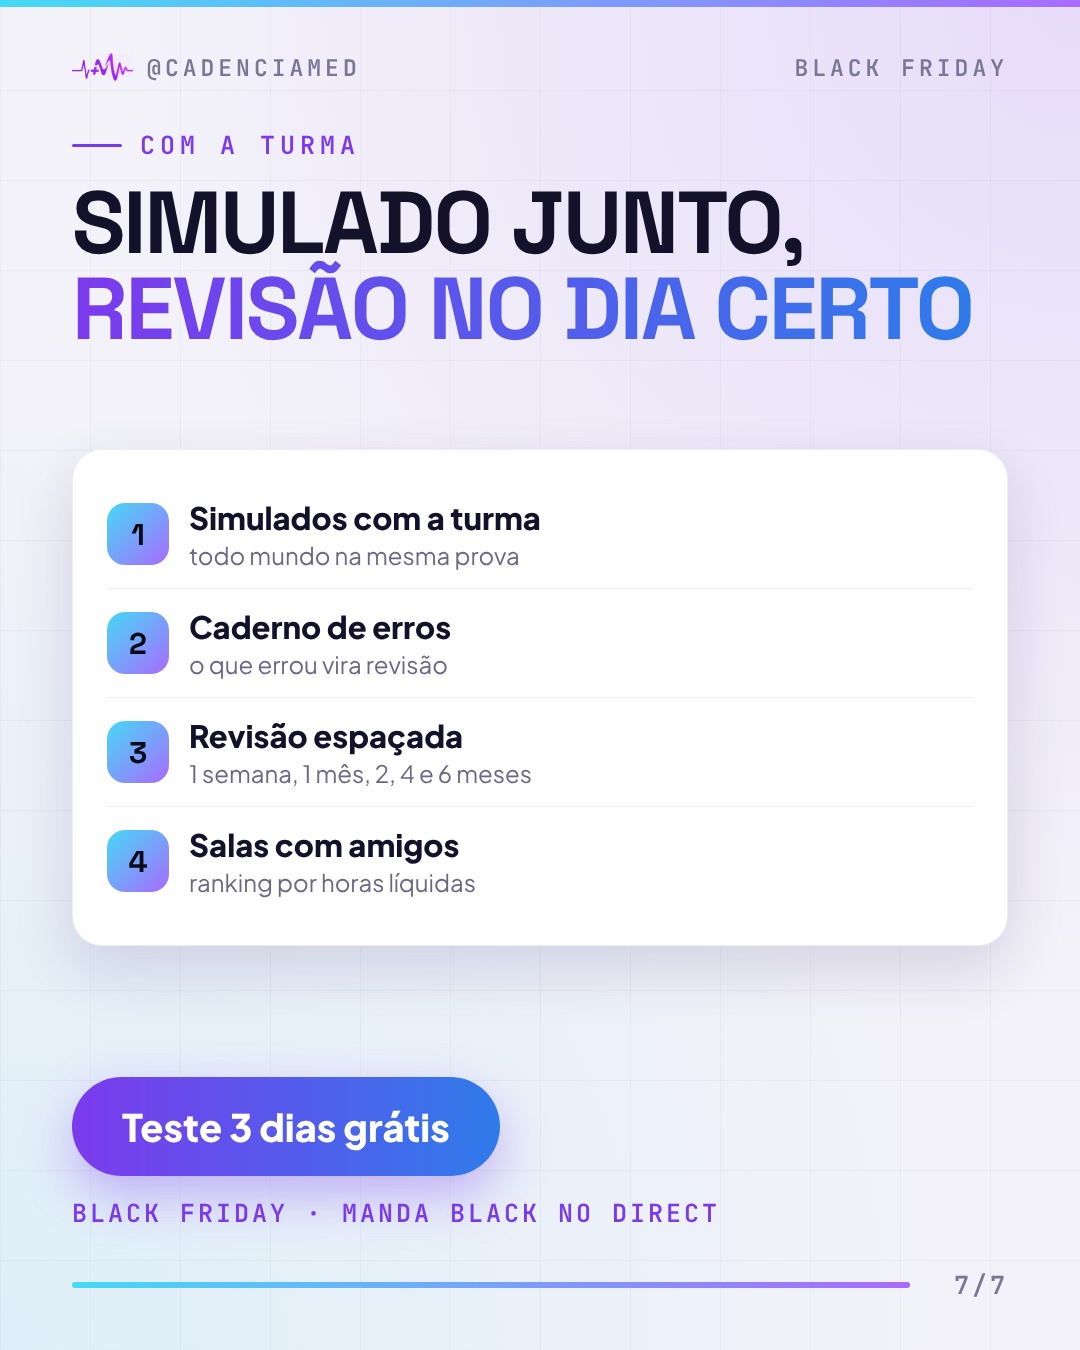 @CADENCIAMED
BLACK FRIDAY
COM A TURMA
SIMULADO JUNTO,
REVISÃO NO DIA CERTO
1
Simulados com a turma
todo mundo na mesma prova
2
Caderno de erros
o que errou vira revisão
3
Revisão espaçada
1 semana, 1 mês, 2, 4 e 6 meses
4
Salas com amigos
ranking por horas líquidas
Teste 3 dias grátis
BLACK FRIDAY · MANDA BLACK NO DIRECT
7/7